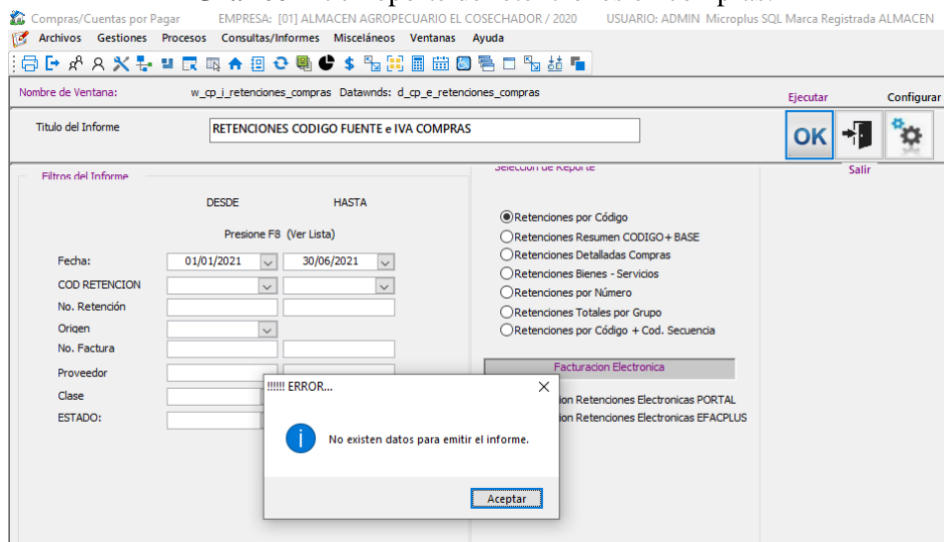 Compras/Cuentas por Pagar EMPRESA: [01] ALMACEN AGROPECUARIO EL COSECHADOR / 2020 USUARIO: ADMIN Microplus SQL Marca Registrada ALMACEN
Archivos Gestiones Procesos Consultas/Informes Misceláneos Ventanas Ayuda
Nombre de Ventana: w_cp_i_retenciones_compras Datawnds: d_cp_e_retenciones_compras
Ejecutar Configurar
Titulo del Informe RETENCIONES CODIGO FUENTE e IVA COMPRAS
OK
Salir
Filtros del Informe
DESDE HASTA
Presione F8 (Ver Lista)
Fecha: 01/01/2021 30/06/2021
COD RETENCION
No. Retención
Origen
No. Factura
Proveedor
Clase
ESTADO:
Selección de Reporte
Retenciones por Código
Retenciones Resumen CODIGO + BASE
Retenciones Detalladas Compras
Retenciones Bienes - Servicios
Retenciones por Número
Retenciones Totales por Grupo
Retenciones por Código + Cod. Secuencia
Facturacion Electronica
ion Retenciones Electronicas PORTAL
ion Retenciones Electronicas EFACPLUS
!!!!!! ERROR...
No existen datos para emitir el informe.
Aceptar